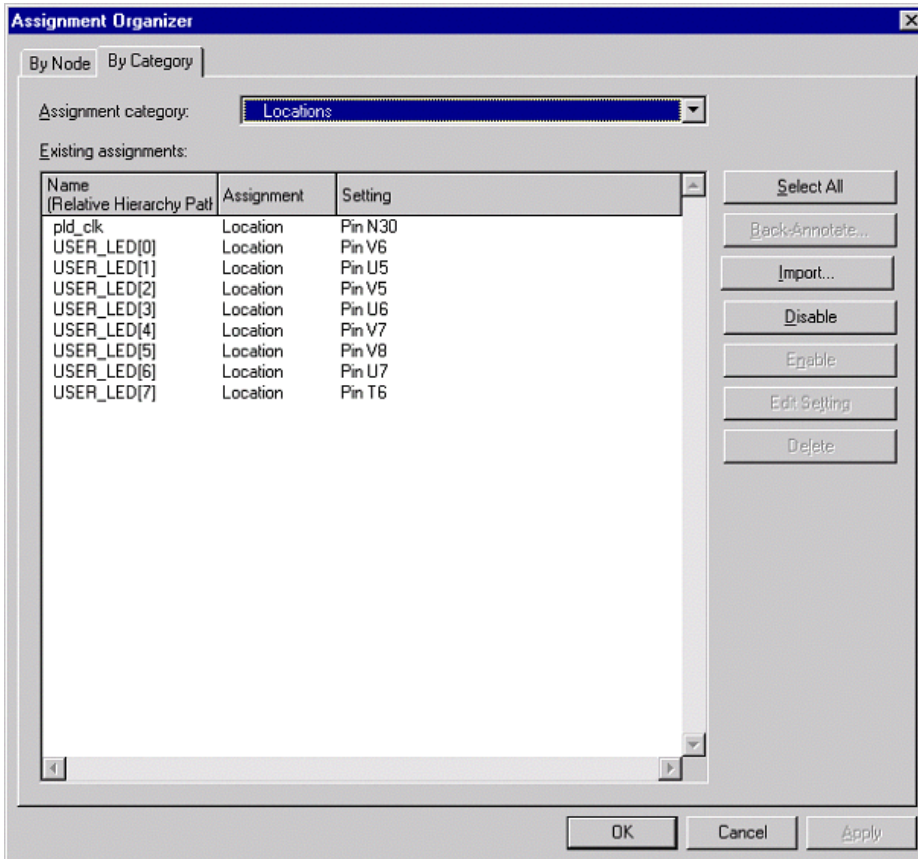 Assignment Organizer
By Node By Category
Assignment category: Locations
Existing assignments:
Name
(Relative Hierarchy Path Assignment Setting
pld_clk Location Pin N30
USER_LED[0] Location Pin V6
USER_LED[1] Location Pin U5
USER_LED[2] Location Pin V5
USER_LED[3] Location Pin U6
USER_LED[4] Location Pin V7
USER_LED[5] Location Pin V8
USER_LED[6] Location Pin U7
USER_LED[7] Location Pin T6
Select All
Back-Annotate...
Import...
Disable
Enable
Edit Setting
Delete
OK Cancel Apply